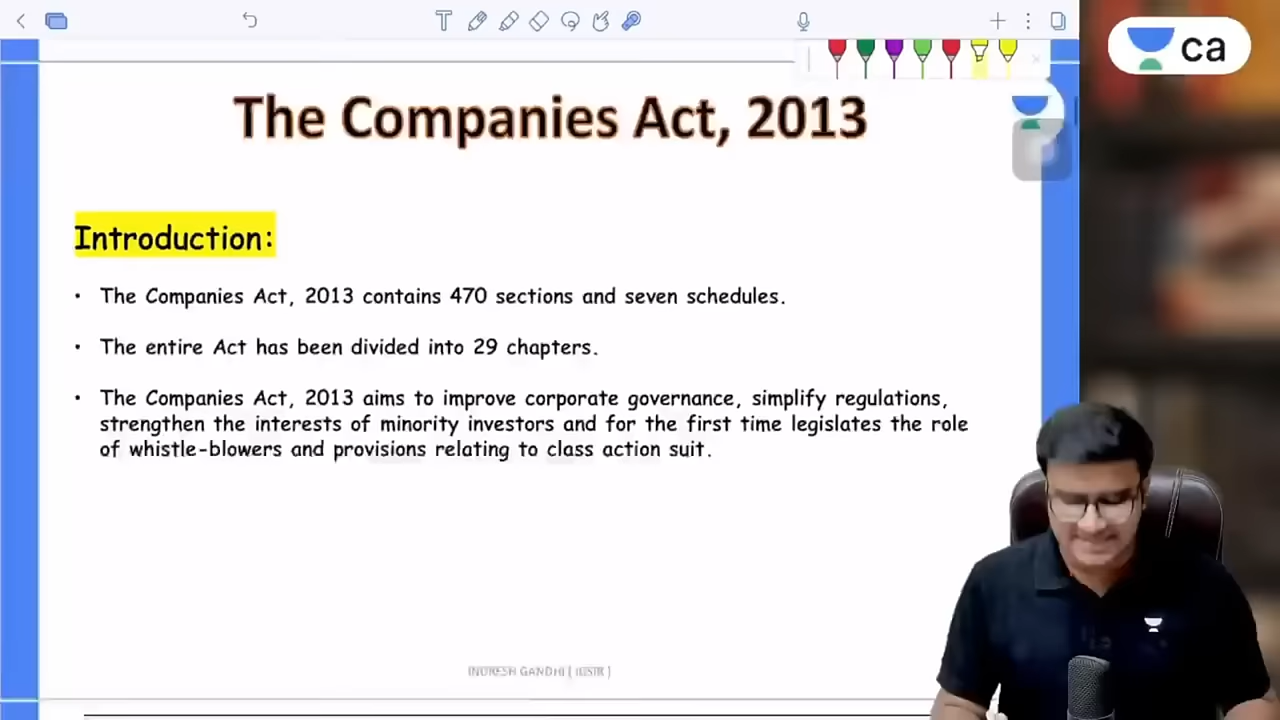 ca
The Companies Act, 2013
Introduction:
• The Companies Act, 2013 contains 470 sections and seven schedules.
• The entire Act has been divided into 29 chapters.
• The Companies Act, 2013 aims to improve corporate governance, simplify regulations,
strengthen the interests of minority investors and for the first time legislates the role
of whistle-blowers and provisions relating to class action suit.
GANDHI